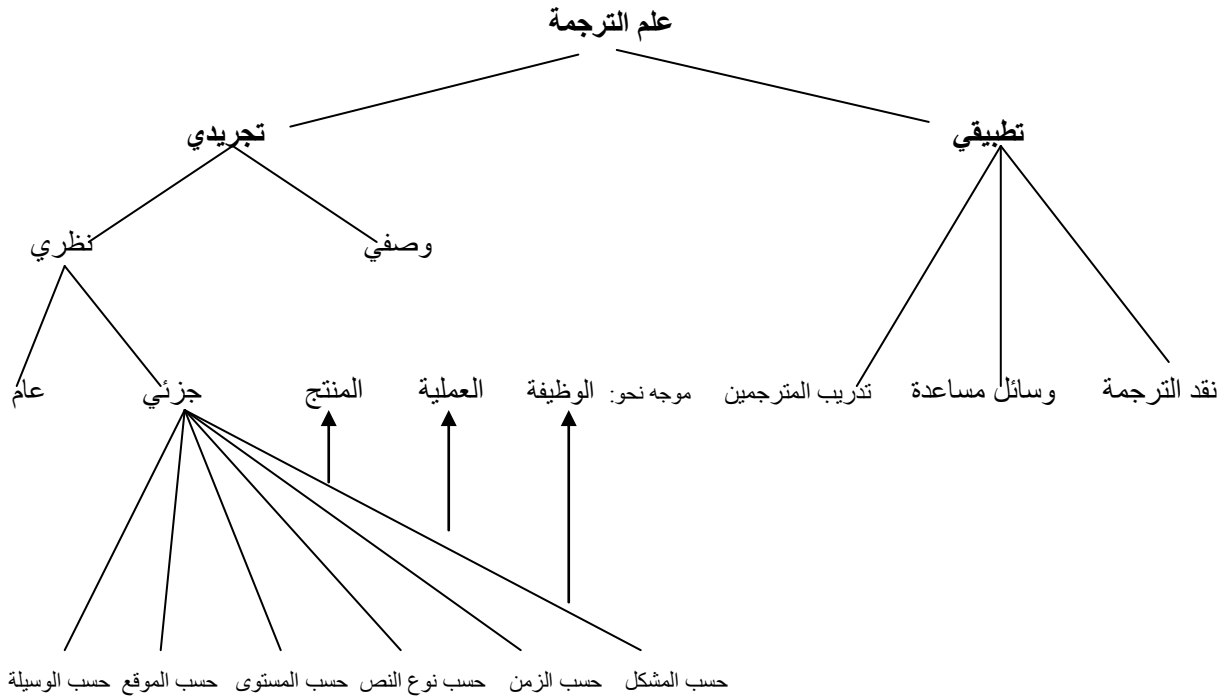 علم الترجمة
تطبيقي تجريدي
وصفي نظري
نقد الترجمة وسائل مساعدة تدريب المترجمين موجه نحو: الوظيفة العملية المنتج جزئي عام
حسب المشكل حسب الزمن حسب نوع النص حسب المستوى حسب الموقع حسب الوسيلة